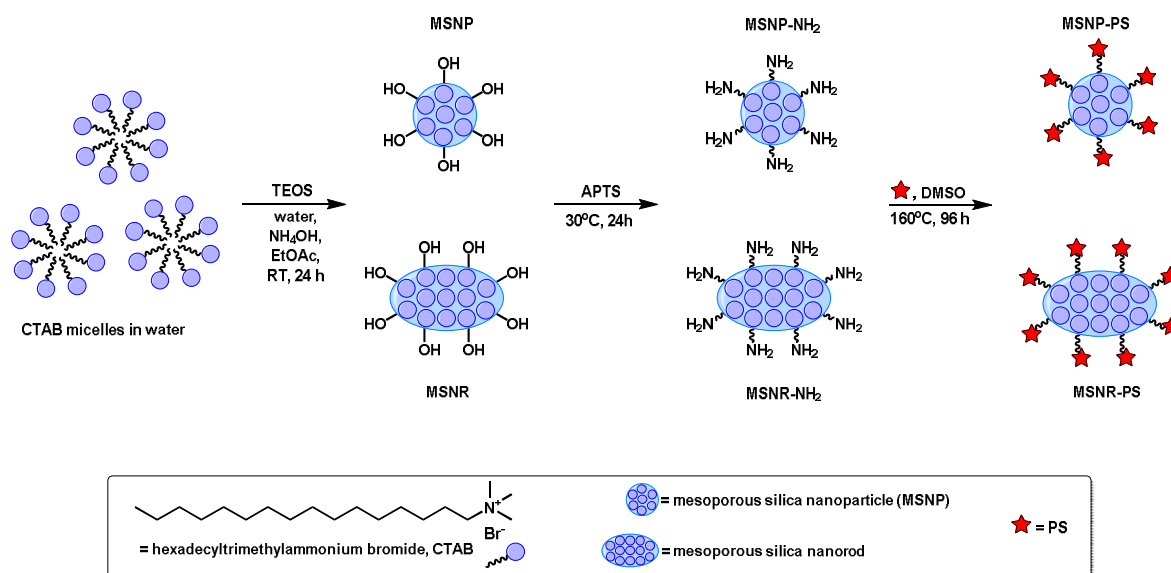 MSNP
OH
HO
OH
HO
OH
OH
MSNP-NH2
NH2
H2N
NH2
H2N
NH2
NH2
MSNP-PS
TEOS
water,
NH4OH,
EtOAc,
RT, 24 h
APTS
30ºC, 24h
, DMSO
160ºC, 96 h
CTAB micelles in water
OH
OH
HO
OH
HO
OH
OH
OH
MSNR
NH2
NH2
H2N
NH2
H2N
NH2
NH2
NH2
MSNR-NH2
MSNR-PS
N+
Br-
= hexadecyltrimethylammonium bromide, CTAB
= mesoporous silica nanoparticle (MSNP)
= mesoporous silica nanorod
= PS